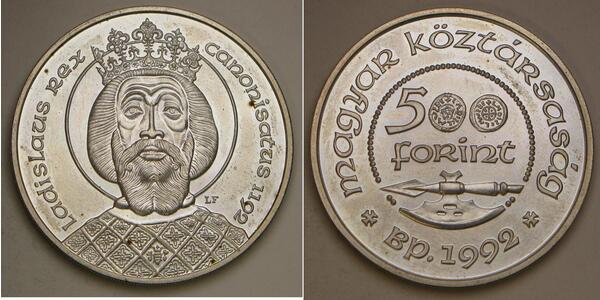 Ladislaus Rex
Canonisatus 1192
LF
Magyar Köztársaság
500
Forint
Bp. 1992